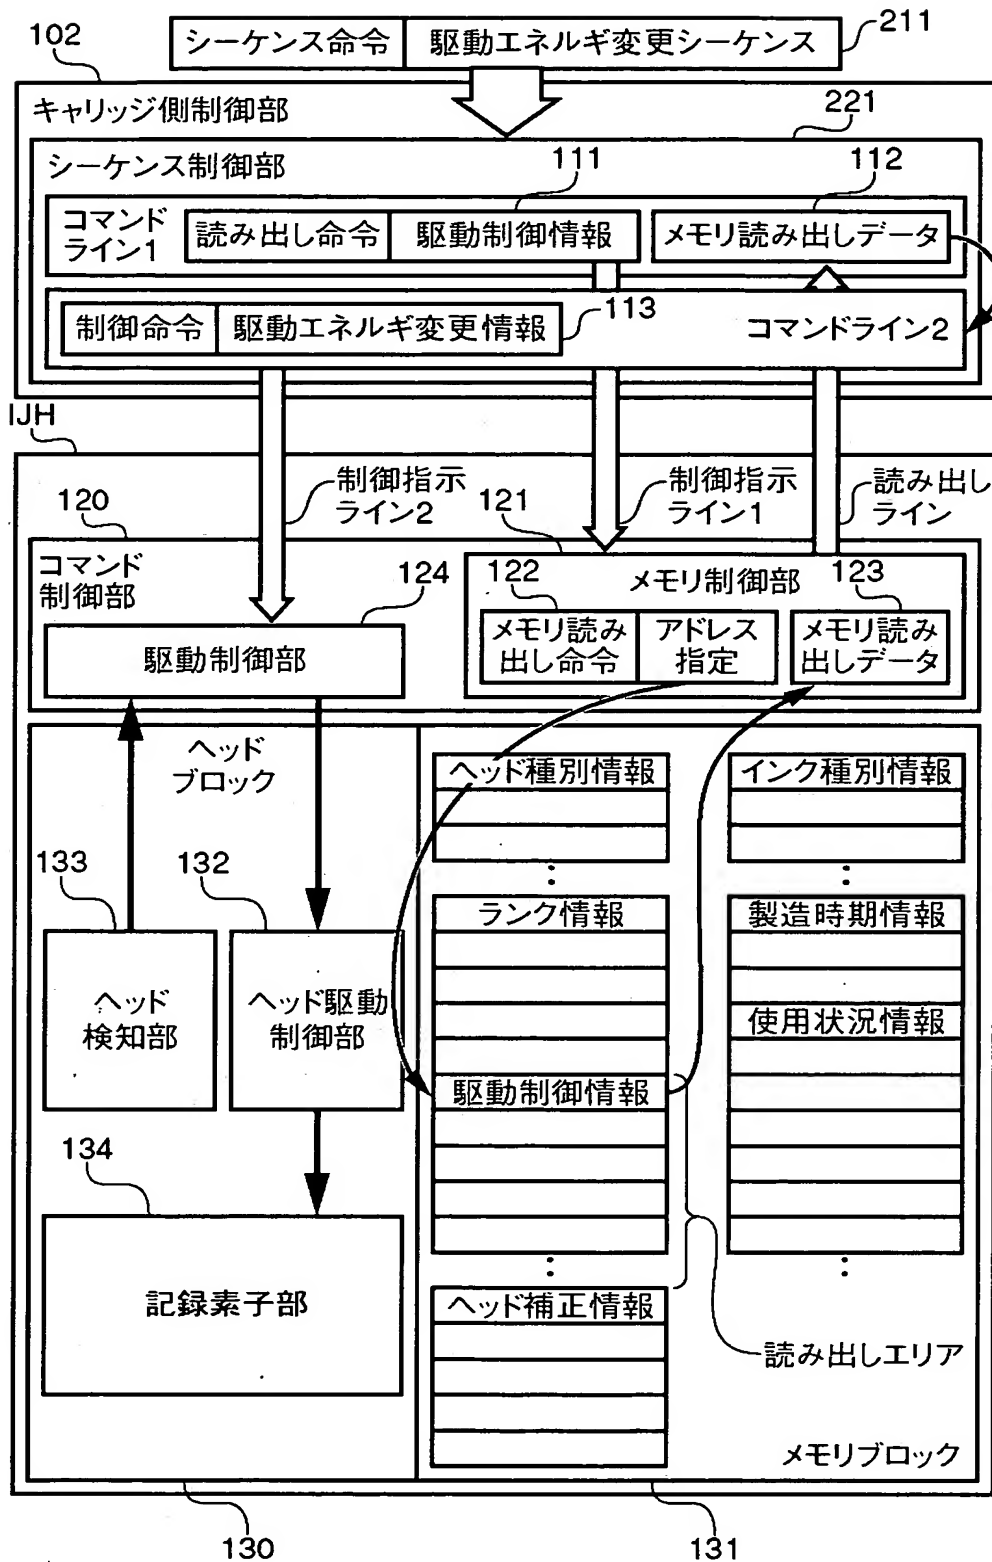 102
シーケンス命令 駆動エネルギ変更シーケンス
211
キャリッジ側制御部
221
シーケンス制御部
111
112
コマンド
ライン1
読み出し命令 駆動制御情報
メモリ読み出しデータ
制御命令 駆動エネルギ変更情報
113
コマンドライン2
IJH
制御指示
ライン2
制御指示
ライン1
読み出し
ライン
120
121
コマンド
制御部
124
122
メモリ制御部
123
駆動制御部
メモリ読み
出し命令
アドレス
指定
メモリ読み
出しデータ
ヘッド
ブロック
ヘッド種別情報
インク種別情報
133
132
ランク情報
製造時期情報
ヘッド
検知部
ヘッド駆動
制御部
使用状況情報
駆動制御情報
134
記録素子部
ヘッド補正情報
読み出しエリア
メモリブロック
130
131